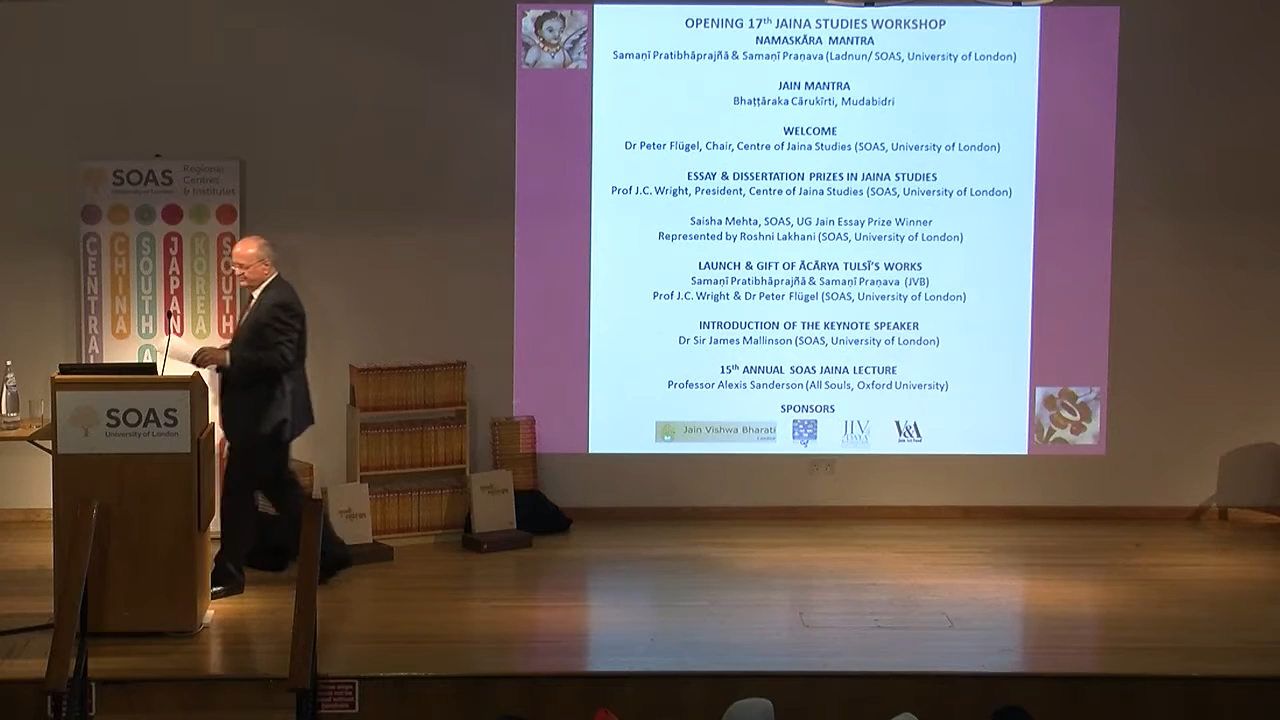 OPENING 17th JAINA STUDIES WORKSHOP
NAMASKĀRA MANTRA
Samaṇī Pratibhāprajñā & Samaṇī Praṇava (Ladnun/ SOAS, University of London)
JAIN MANTRA
Bhaṭṭāraka Cārukīrti, Mudabidri
WELCOME
Dr Peter Flügel, Chair, Centre of Jaina Studies (SOAS, University of London)
ESSAY & DISSERTATION PRIZES IN JAINA STUDIES
Prof J.C. Wright, President, Centre of Jaina Studies (SOAS, University of London)
Saisha Mehta, SOAS, UG Jain Essay Prize Winner
Represented by Roshni Lakhani (SOAS, University of London)
LAUNCH & GIFT OF ĀCĀRYA TULSĪ'S WORKS
Samaṇī Pratibhāprajñā & Samaṇī Praṇava (JVB)
Prof J.C. Wright & Dr Peter Flügel (SOAS, University of London)
INTRODUCTION OF THE KEYNOTE SPEAKER
Dr Sir James Mallinson (SOAS, University of London)
15th ANNUAL SOAS JAINA LECTURE
Professor Alexis Sanderson (All Souls, Oxford University)
SPONSORS
Jain Vishwa Bharati
London
JIV
DAYA
V&A
SOAS
University of London
Regional
Centres
& Institutes
CENTRAL
CHINA
SOUTH
A
JAPAN
KOREA
SOUTH
SOAS
University of London